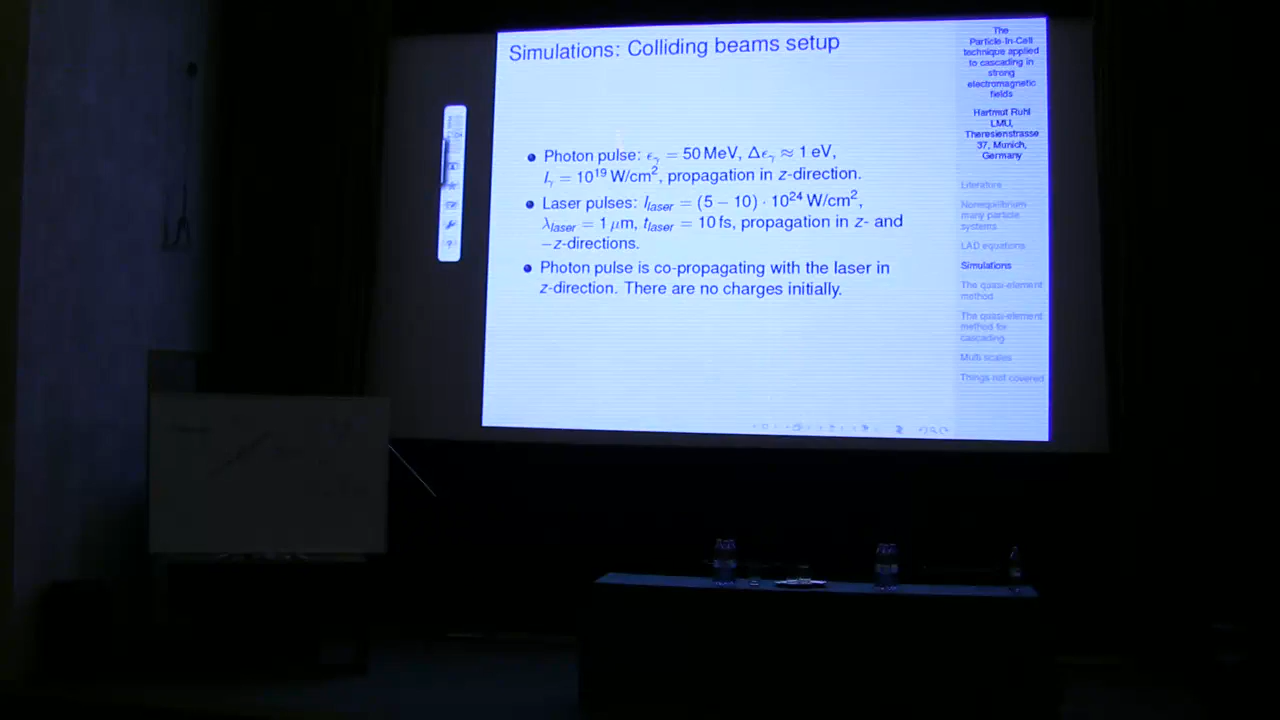 Simulations: Colliding beams setup
Photon pulse: ϵγ = 50 MeV, Δϵγ ≈ 1 eV,
Iγ = 10¹⁹ W/cm², propagation in z-direction.
Laser pulses: Ilaser = (5 − 10) · 10²⁴ W/cm²,
λlaser = 1 μm, tlaser = 10 fs, propagation in z- and
−z-directions.
Photon pulse is co-propagating with the laser in
z-direction. There are no charges initially.
The
Particle-In-Cell
technique applied
to cascading in
strong
electromagnetic
fields
Hartmut Ruhl
LMU,
Theresienstrasse
37, Munich,
Germany
Literature
Nonequilibrium
many particle
systems
LAD equations
Simulations
The quasi-element
method
The quasi-element
method for
cascading
Multi scales
Things not covered